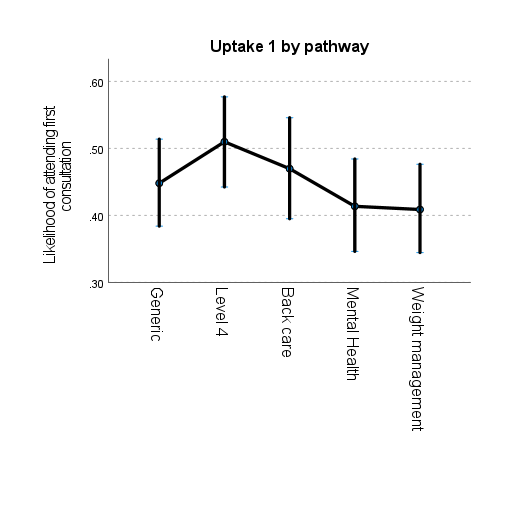 Uptake 1 by pathway
Likelihood of attending first
consultation
.60
.50
.40
.30
Generic
Level 4
Back care
Mental Health
Weight management